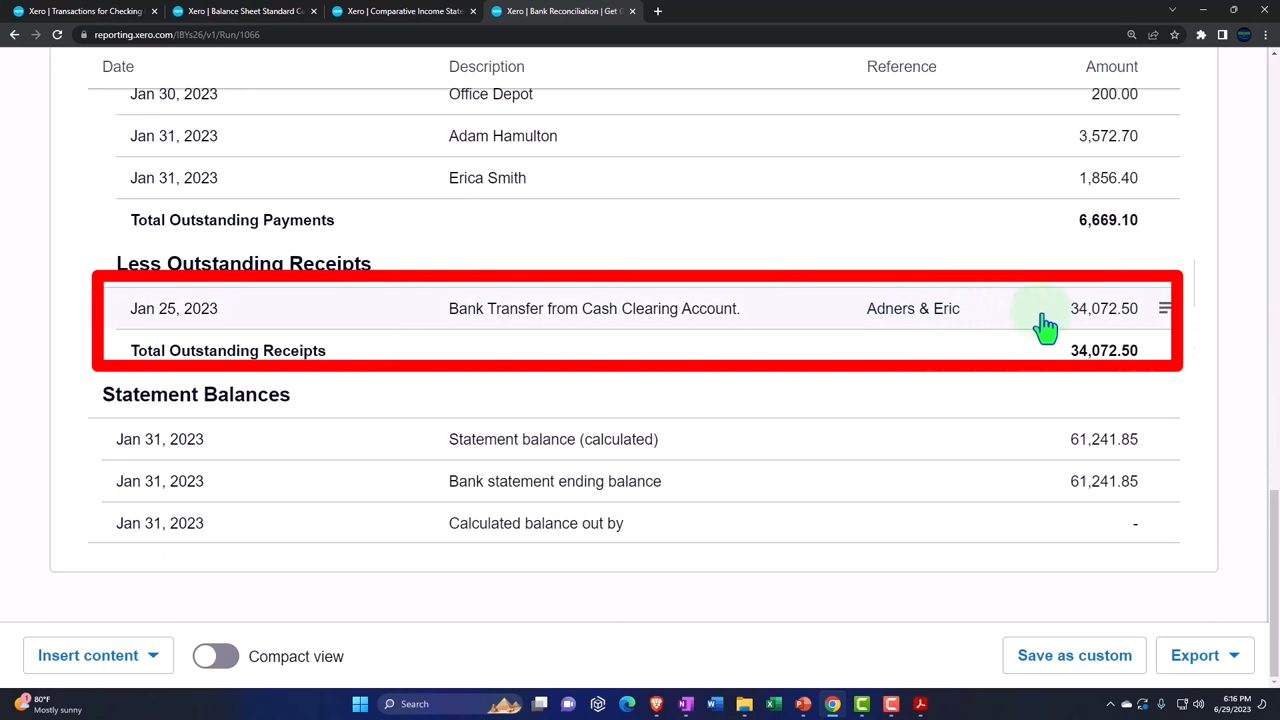 Xero | Transactions for Checking
Xero | Balance Sheet Standard C
Xero | Comparative Income State
Xero | Bank Reconciliation | Get
reporting.xero.com/IBYs26/v1/Run/1066
Date Description Reference Amount
Jan 30, 2023 Office Depot 200.00
Jan 31, 2023 Adam Hamulton 3,572.70
Jan 31, 2023 Erica Smith 1,856.40
Total Outstanding Payments 6,669.10
Less Outstanding Receipts
Jan 25, 2023 Bank Transfer from Cash Clearing Account. Adners & Eric 34,072.50
Total Outstanding Receipts 34,072.50
Statement Balances
Jan 31, 2023 Statement balance (calculated) 61,241.85
Jan 31, 2023 Bank statement ending balance 61,241.85
Jan 31, 2023 Calculated balance out by -
Insert content Compact view Save as custom Export
80°F
Mostly sunny
Search
6:16 PM
6/29/2023